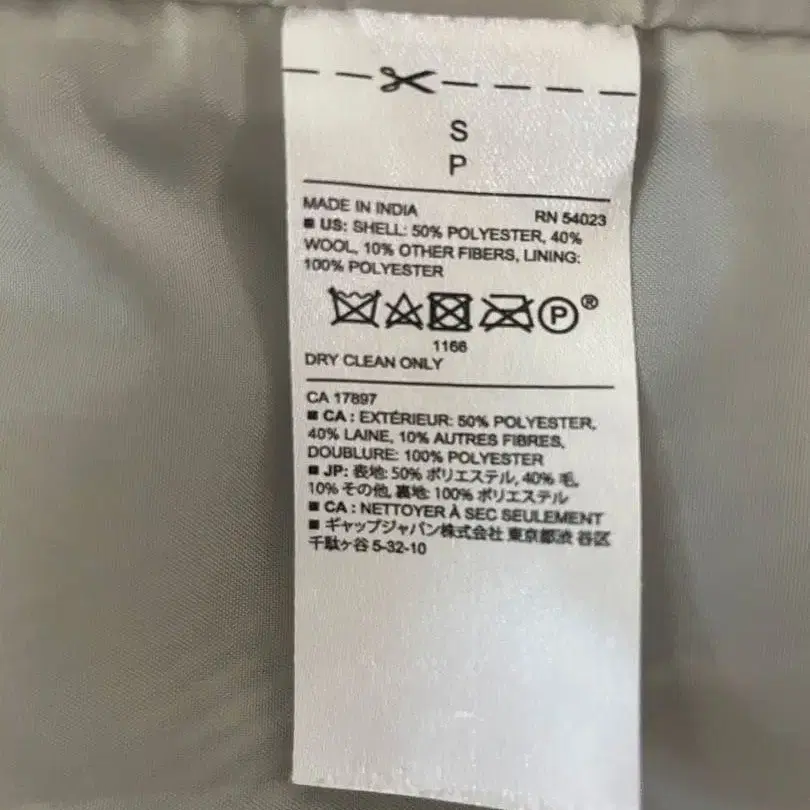 S
P
MADE IN INDIA RN 54023
■ US: SHELL: 50% POLYESTER, 40%
WOOL, 10% OTHER FIBERS, LINING:
100% POLYESTER
P ®
1166
DRY CLEAN ONLY
CA 17897
■ CA : EXTÉRIEUR: 50% POLYESTER,
40% LAINE, 10% AUTRES FIBRES,
DOUBLURE: 100% POLYESTER
■ JP: 表地: 50% ポリエステル, 40% 毛,
10% その他, 裏地: 100% ポリエステル
■ CA : NETTOYER À SEC SEULEMENT
■ ギャップジャパン株式会社 東京都渋 谷区
千駄ヶ谷 5-32-10